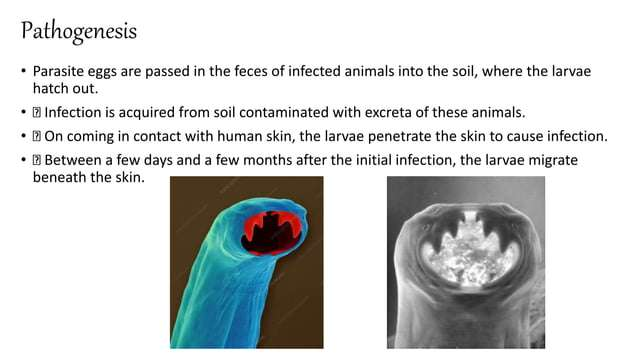 Pathogenesis
• Parasite eggs are passed in the feces of infected animals into the soil, where the larvae
hatch out.
• ⍰ Infection is acquired from soil contaminated with excreta of these animals.
• ⍰ On coming in contact with human skin, the larvae penetrate the skin to cause infection.
• ⍰ Between a few days and a few months after the initial infection, the larvae migrate
beneath the skin.